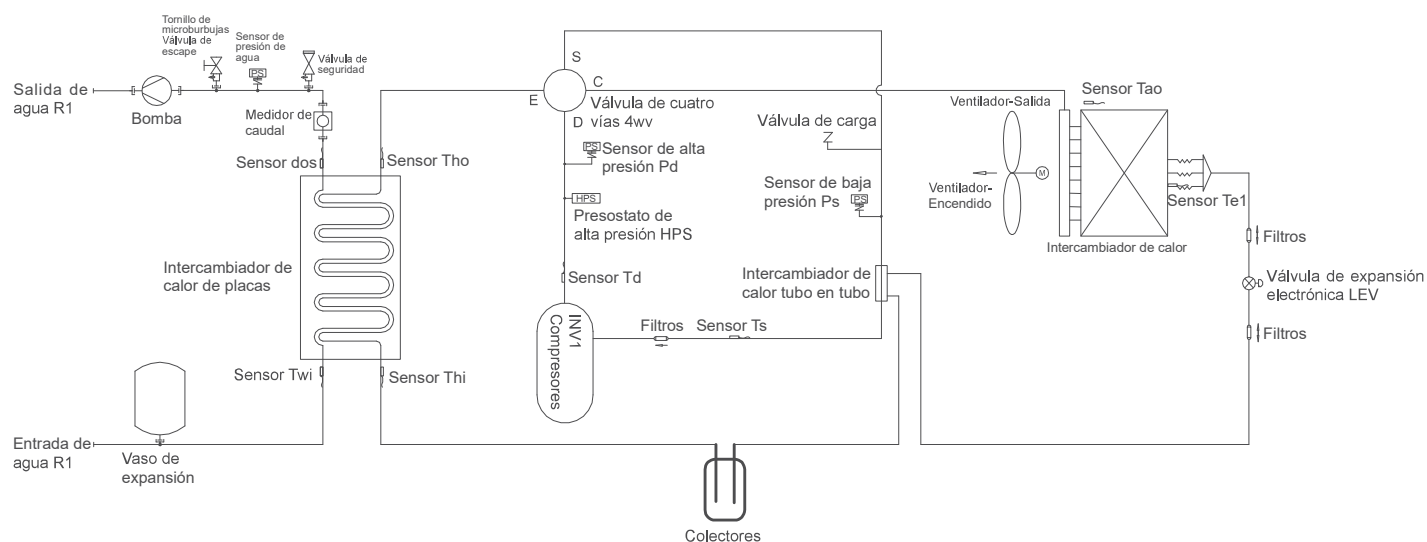 Tornillo de
microburbujas
Válvula de
escape
Sensor de
presión de
agua
PS
Válvula de
seguridad
Salida de
agua R1
Bomba
Medidor de
caudal
Sensor dos
Sensor Tho
Intercambiador de
calor de placas
Sensor Twi
Sensor Thi
Entrada de
agua R1
Vaso de
expansión
S
E
C
D
Válvula de cuatro
vías 4wv
PS
Sensor de alta
presión Pd
HPS
Presostato de
alta presión HPS
Sensor Td
INV1
Compresores
Filtros
Sensor Ts
Válvula de carga
Sensor de baja
presión Ps
PS
Intercambiador de
calor tubo en tubo
Colectores
Ventilador-Salida
Ventilador-
Encendido
M
Sensor Tao
Sensor Te1
Intercambiador de calor
Filtros
Válvula de expansión
electrónica LEV
Filtros